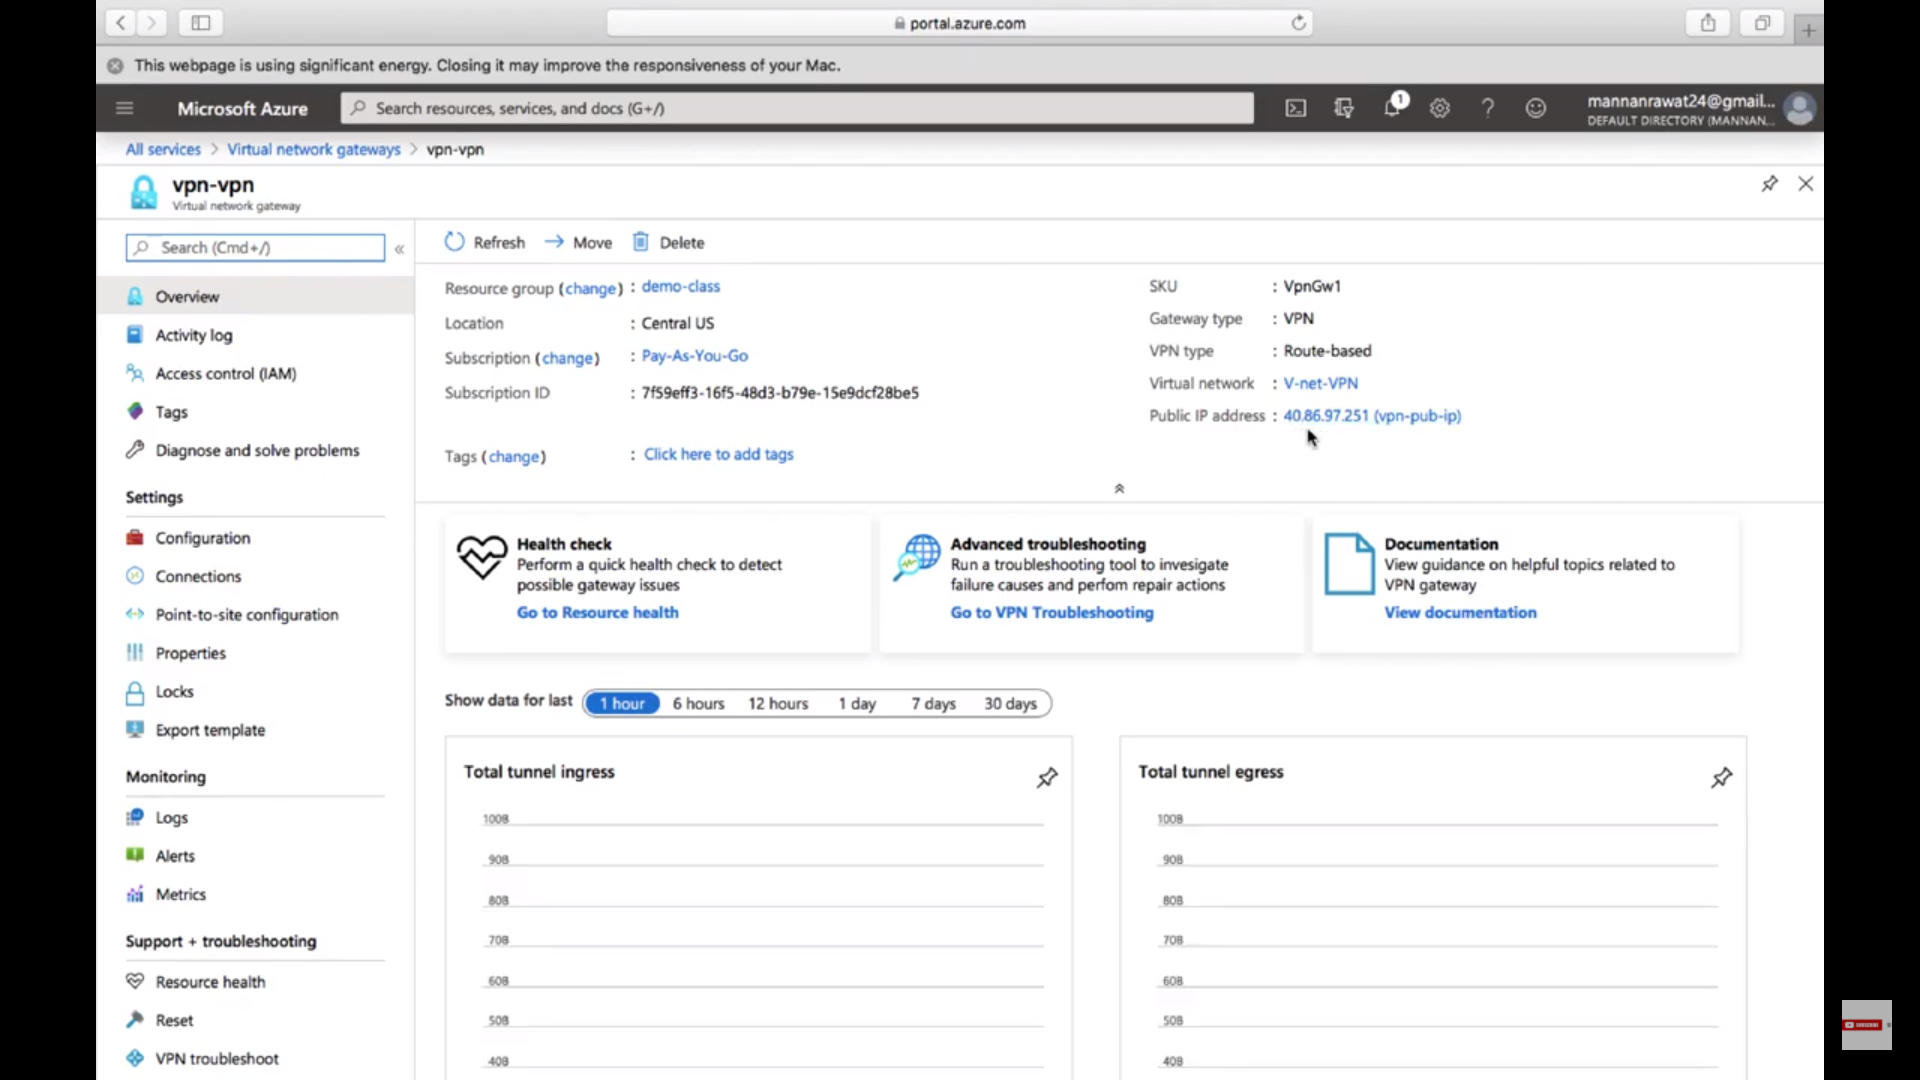 portal.azure.com
This webpage is using significant energy. Closing it may improve the responsiveness of your Mac.
Microsoft Azure
Search resources, services, and docs (G+/)
1
mannanrawat24@gmail...
DEFAULT DIRECTORY (MANNAN...
All services > Virtual network gateways > vpn-vpn
vpn-vpn
Virtual network gateway
Search (Cmd+/)
Overview
Activity log
Access control (IAM)
Tags
Diagnose and solve problems
Settings
Configuration
Connections
Point-to-site configuration
Properties
Locks
Export template
Monitoring
Logs
Alerts
Metrics
Support + troubleshooting
Resource health
Reset
VPN troubleshoot
Refresh Move Delete
Resource group (change) : demo-class
Location : Central US
Subscription (change) : Pay-As-You-Go
Subscription ID : 7f59eff3-16f5-48d3-b79e-15e9dcf28be5
Tags (change) : Click here to add tags
SKU : VpnGw1
Gateway type : VPN
VPN type : Route-based
Virtual network : V-net-VPN
Public IP address : 40.86.97.251 (vpn-pub-ip)
Health check
Perform a quick health check to detect
possible gateway issues
Go to Resource health
Advanced troubleshooting
Run a troubleshooting tool to invesigate
failure causes and perfom repair actions
Go to VPN Troubleshooting
Documentation
View guidance on helpful topics related to
VPN gateway
View documentation
Show data for last 1 hour 6 hours 12 hours 1 day 7 days 30 days
Total tunnel ingress
100B
90B
80B
70B
60B
50B
40B
Total tunnel egress
100B
90B
80B
70B
60B
50B
40B
SUBSCRIBE